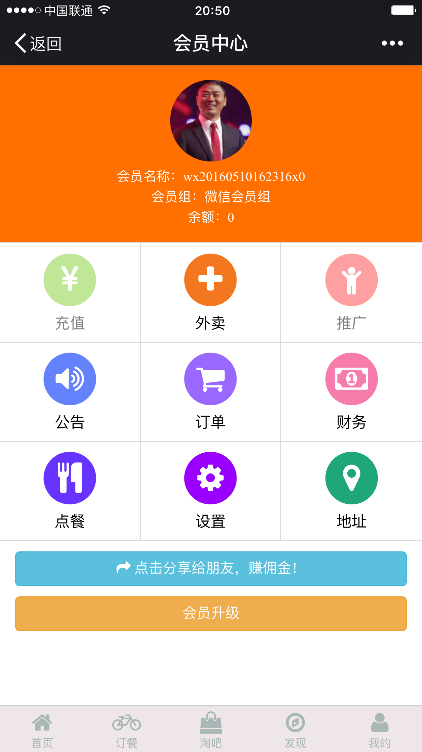 中国联通
20:50
返回
会员中心
会员名称：wx20160510162316x0
会员组：微信会员组
余额：0
充值
外卖
推广
公告
订单
财务
点餐
设置
地址
点击分享给朋友，赚佣金！
会员升级
首页
订餐
淘吧
发现
我的